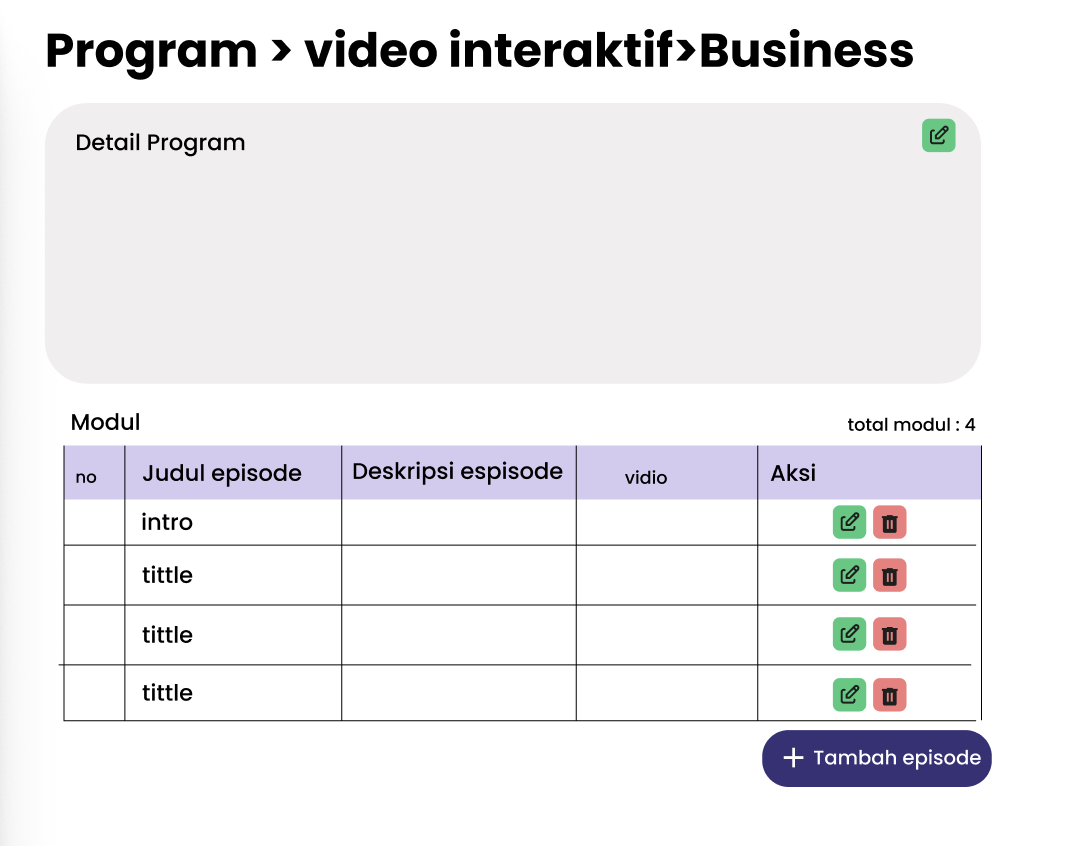 Program > video interaktif>Business
Detail Program
Modul
total modul : 4
no Judul episode Deskripsi espisode vidio Aksi
intro
tittle
tittle
tittle
+ Tambah episode